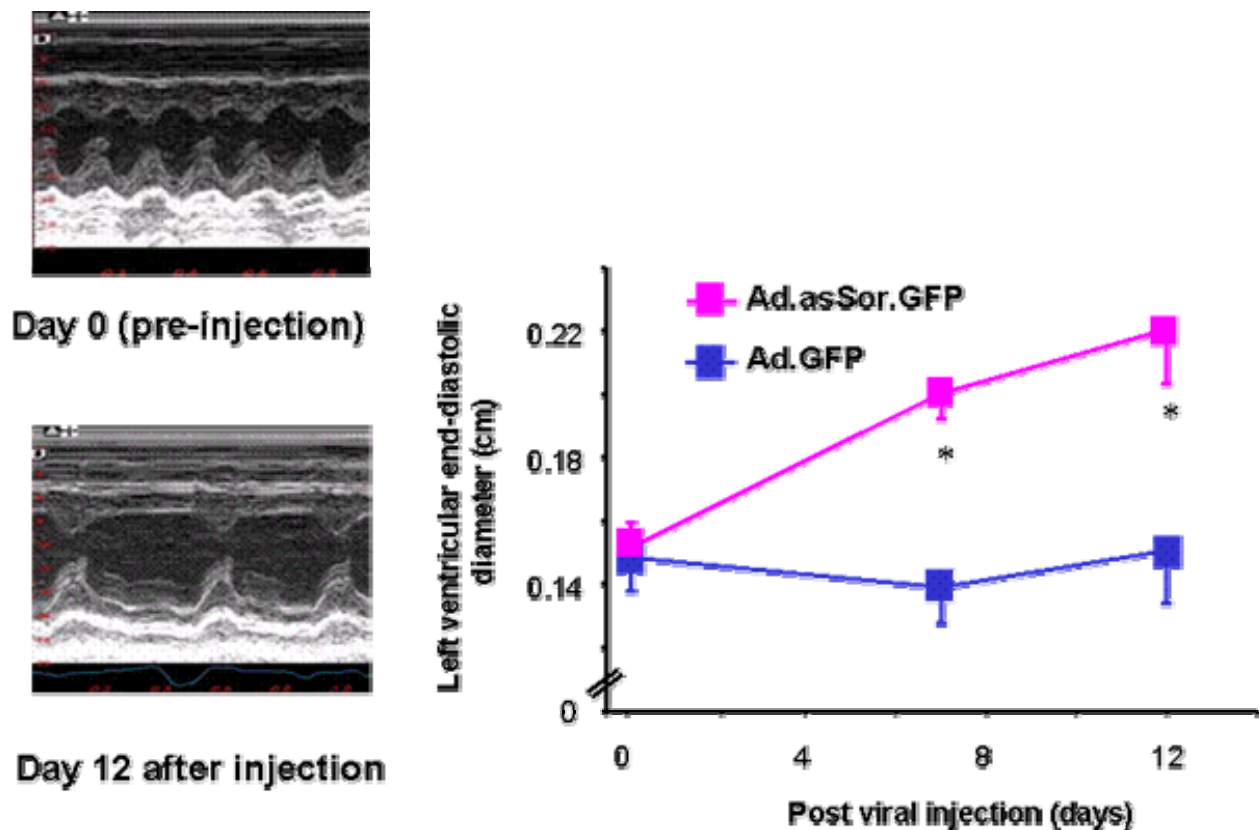 Day 0 (pre-injection)
Day 12 after injection
Left ventricular end-diastolic
diameter (cm)
0.22
0.18
0.14
0
Ad.asSor.GFP
Ad.GFP
*
*
0 4 8 12
Post viral injection (days)